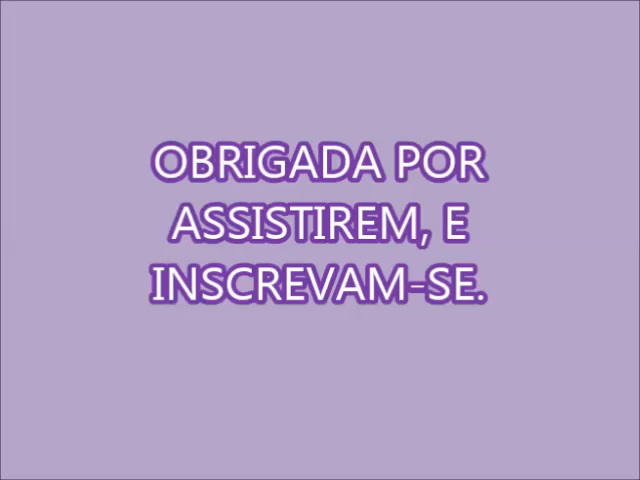 OBRIGADA POR
ASSISTIREM, E
INSCREVAM-SE.